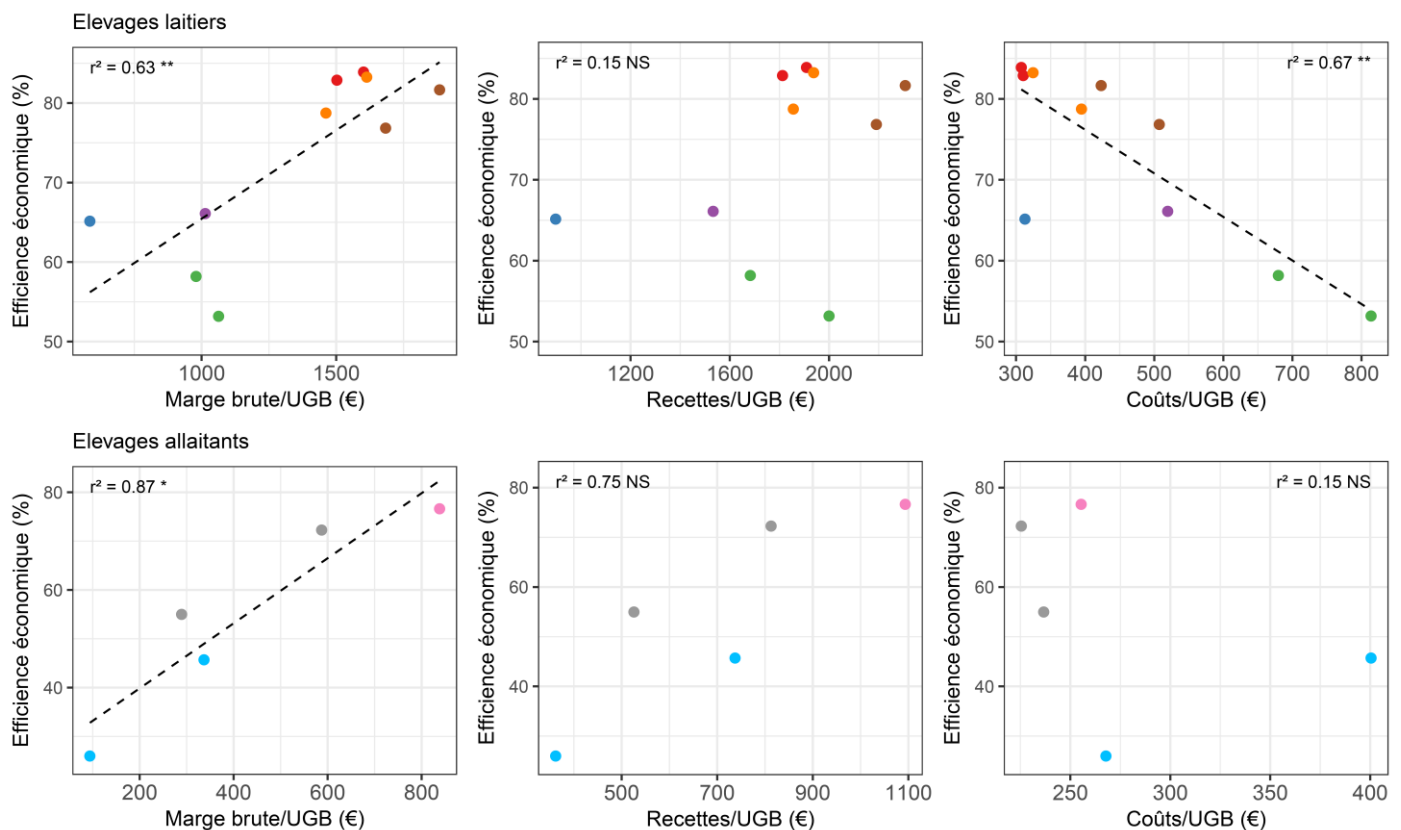 Elevages laitiers
r² = 0.63 **
80
70
60
50
Efficience économique (%)
1000 1500
Marge brute/UGB (€)
r² = 0.15 NS
80
70
60
50
Efficience économique (%)
1200 1600 2000
Recettes/UGB (€)
r² = 0.67 **
80
70
60
50
Efficience économique (%)
300 400 500 600 700 800
Coûts/UGB (€)
Elevages allaitants
r² = 0.87 *
80
60
40
Efficience économique (%)
200 400 600 800
Marge brute/UGB (€)
r² = 0.75 NS
80
60
40
Efficience économique (%)
500 700 900 1100
Recettes/UGB (€)
r² = 0.15 NS
80
60
40
Efficience économique (%)
250 300 350 400
Coûts/UGB (€)